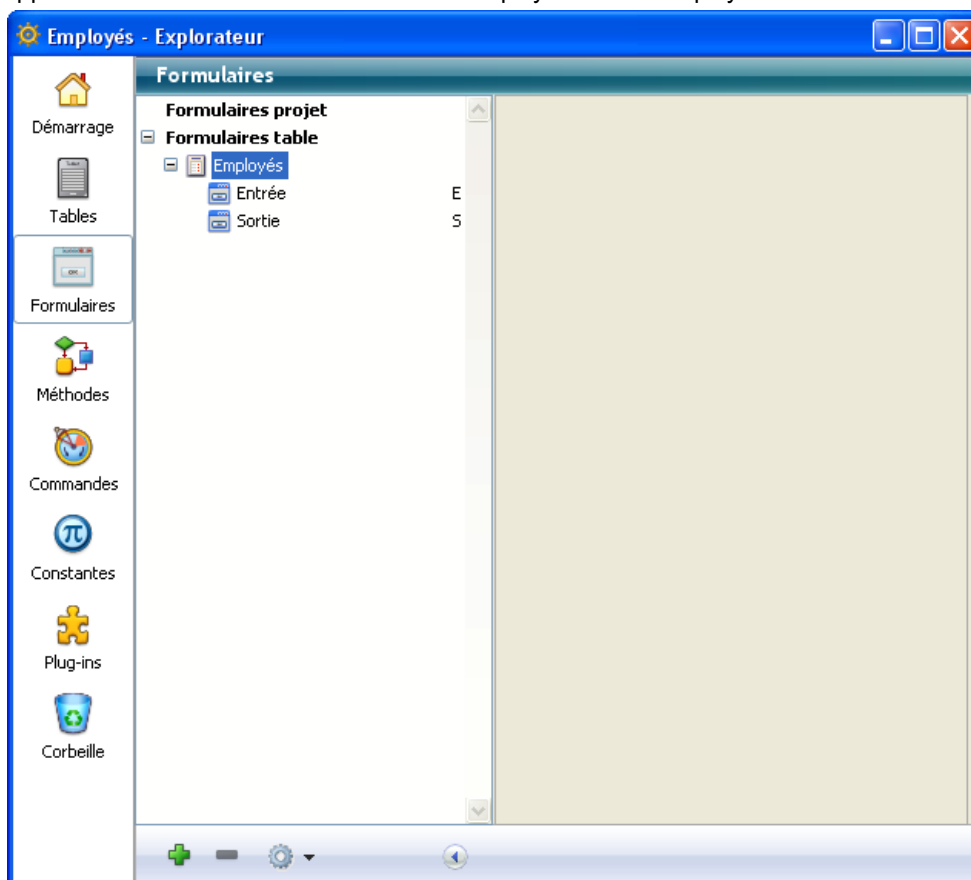 Employés - Explorateur
Formulaires
Démarrage
Tables
Formulaires
Méthodes
Commandes
Constantes
Plug-ins
Corbeille
Formulaires projet
Formulaires table
Employés
Entrée E
Sortie S